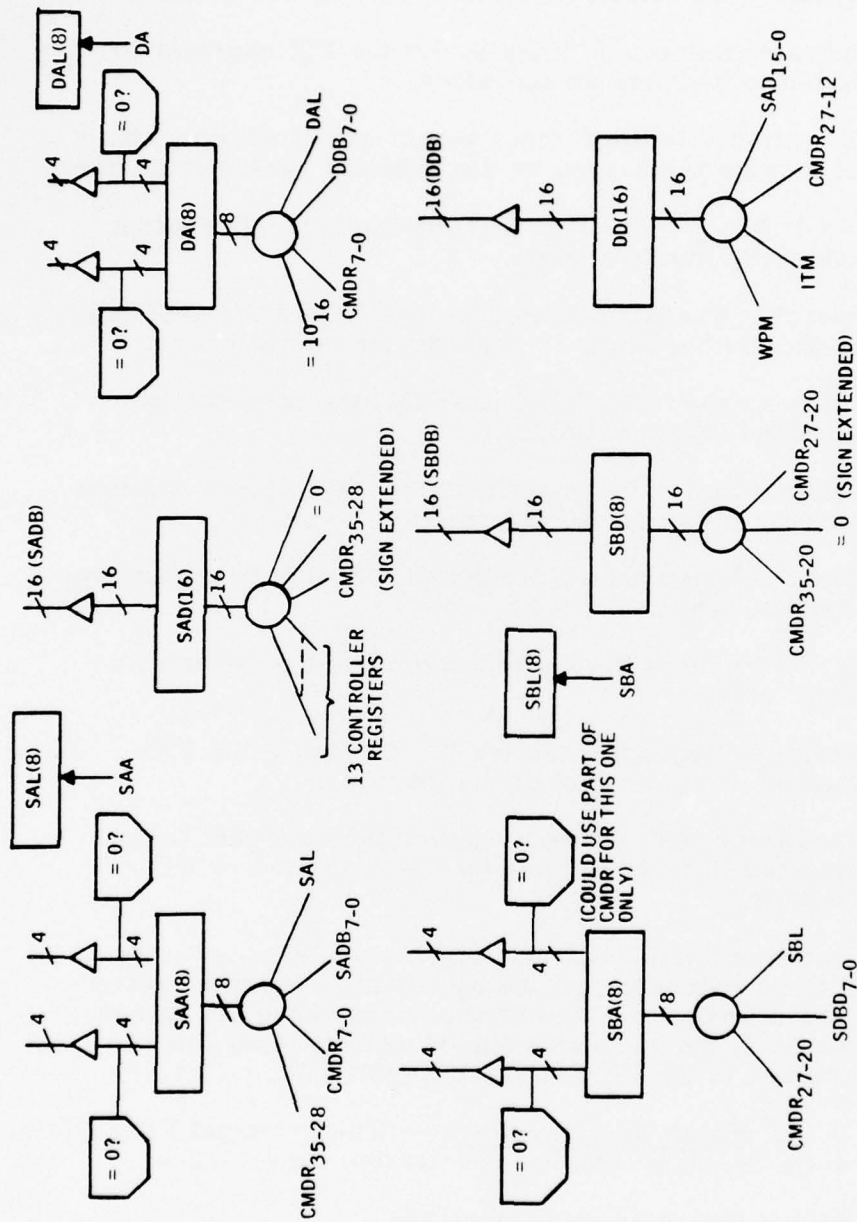 SAL(8)
SAA
4
4
= 0?
= 0?
4
4
SAA(8)
8
CMDR35-28
CMDR7-0
SADB7-0
SAL
16 (SADB)
16
SAD(16)
16
13 CONTROLLER
REGISTERS
CMDR35-28
(SIGN EXTENDED)
= 0
DAL(8)
DA
4
4
= 0?
= 0?
4
4
DA(8)
8
= 10 16
CMDR7-0
DDB7-0
DAL
4
4
= 0?
= 0?
4
4
(COULD USE PART OF
CMDR FOR THIS ONE
ONLY)
SBA(8)
8
CMDR27-20
SDBD7-0
SBL
SBL(8)
SBA
16 (SBDB)
16
SBD(8)
16
CMDR35-20
= 0 (SIGN EXTENDED)
CMDR27-20
16(DDB)
16
DD(16)
16
WPM
ITM
CMDR27-12
SAD15-0